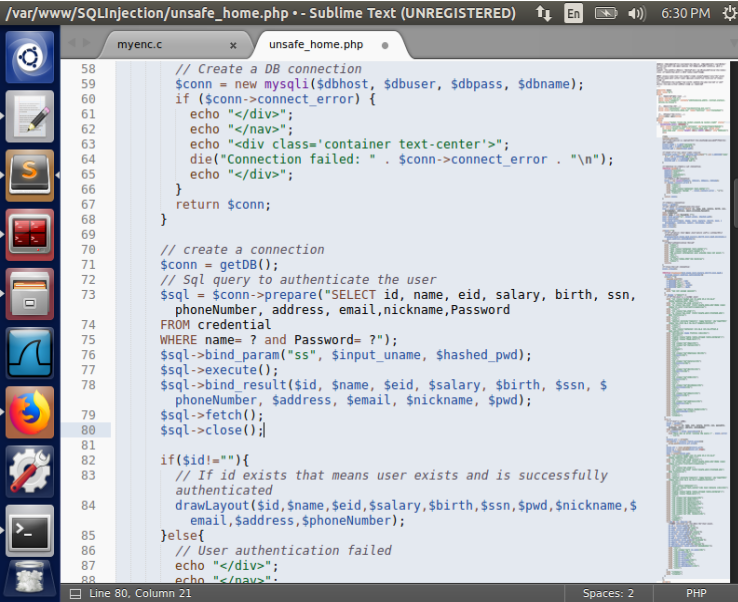 /var/www/SQLInjection/unsafe_home.php • - Sublime Text (UNREGISTERED) En 6:30 PM
myenc.c x unsafe_home.php
58 // Create a DB connection
59 $conn = new mysqli($dbhost, $dbuser, $dbpass, $dbname);
60 if ($conn->connect_error) {
61 echo "</div>";
62 echo "</nav>";
63 echo "<div class='container text-center'>";
64 die("Connection failed: " . $conn->connect_error . "\n");
65 echo "</div>";
66 }
67 return $conn;
68 }
69
70 // create a connection
71 $conn = getDB();
72 // Sql query to authenticate the user
73 $sql = $conn->prepare("SELECT id, name, eid, salary, birth, ssn,
phoneNumber, address, email,nickname,Password
74 FROM credential
75 WHERE name= ? and Password= ?");
76 $sql->bind_param("ss", $input_uname, $hashed_pwd);
77 $sql->execute();
78 $sql->bind_result($id, $name, $eid, $salary, $birth, $ssn, $
phoneNumber, $address, $email, $nickname, $pwd);
79 $sql->fetch();
80 $sql->close();
81
82 if($id!=""){
83 // If id exists that means user exists and is successfully
authenticated
84 drawLayout($id,$name,$eid,$salary,$birth,$ssn,$pwd,$nickname,$
email,$address,$phoneNumber);
85 }else{
86 // User authentication failed
87 echo "</div>";
88 echo "</nav>";
Line 80, Column 21 Spaces: 2 PHP